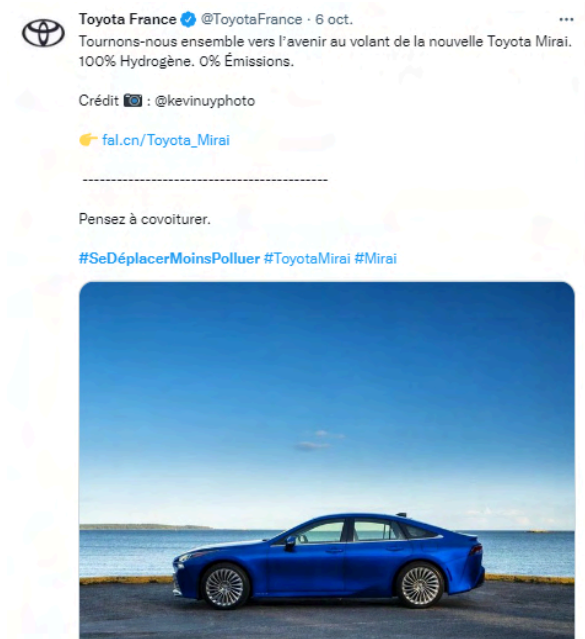 Toyota France @ToyotaFrance · 6 oct.
Tournons-nous ensemble vers l'avenir au volant de la nouvelle Toyota Mirai.
100% Hydrogène. 0% Émissions.
Crédit 📷 : @kevinuyphoto
👉 fal.cn/Toyota_Mirai
-------------------------------------------
Pensez à covoiturer.
#SeDéplacerMoinsPolluer #ToyotaMirai #Mirai